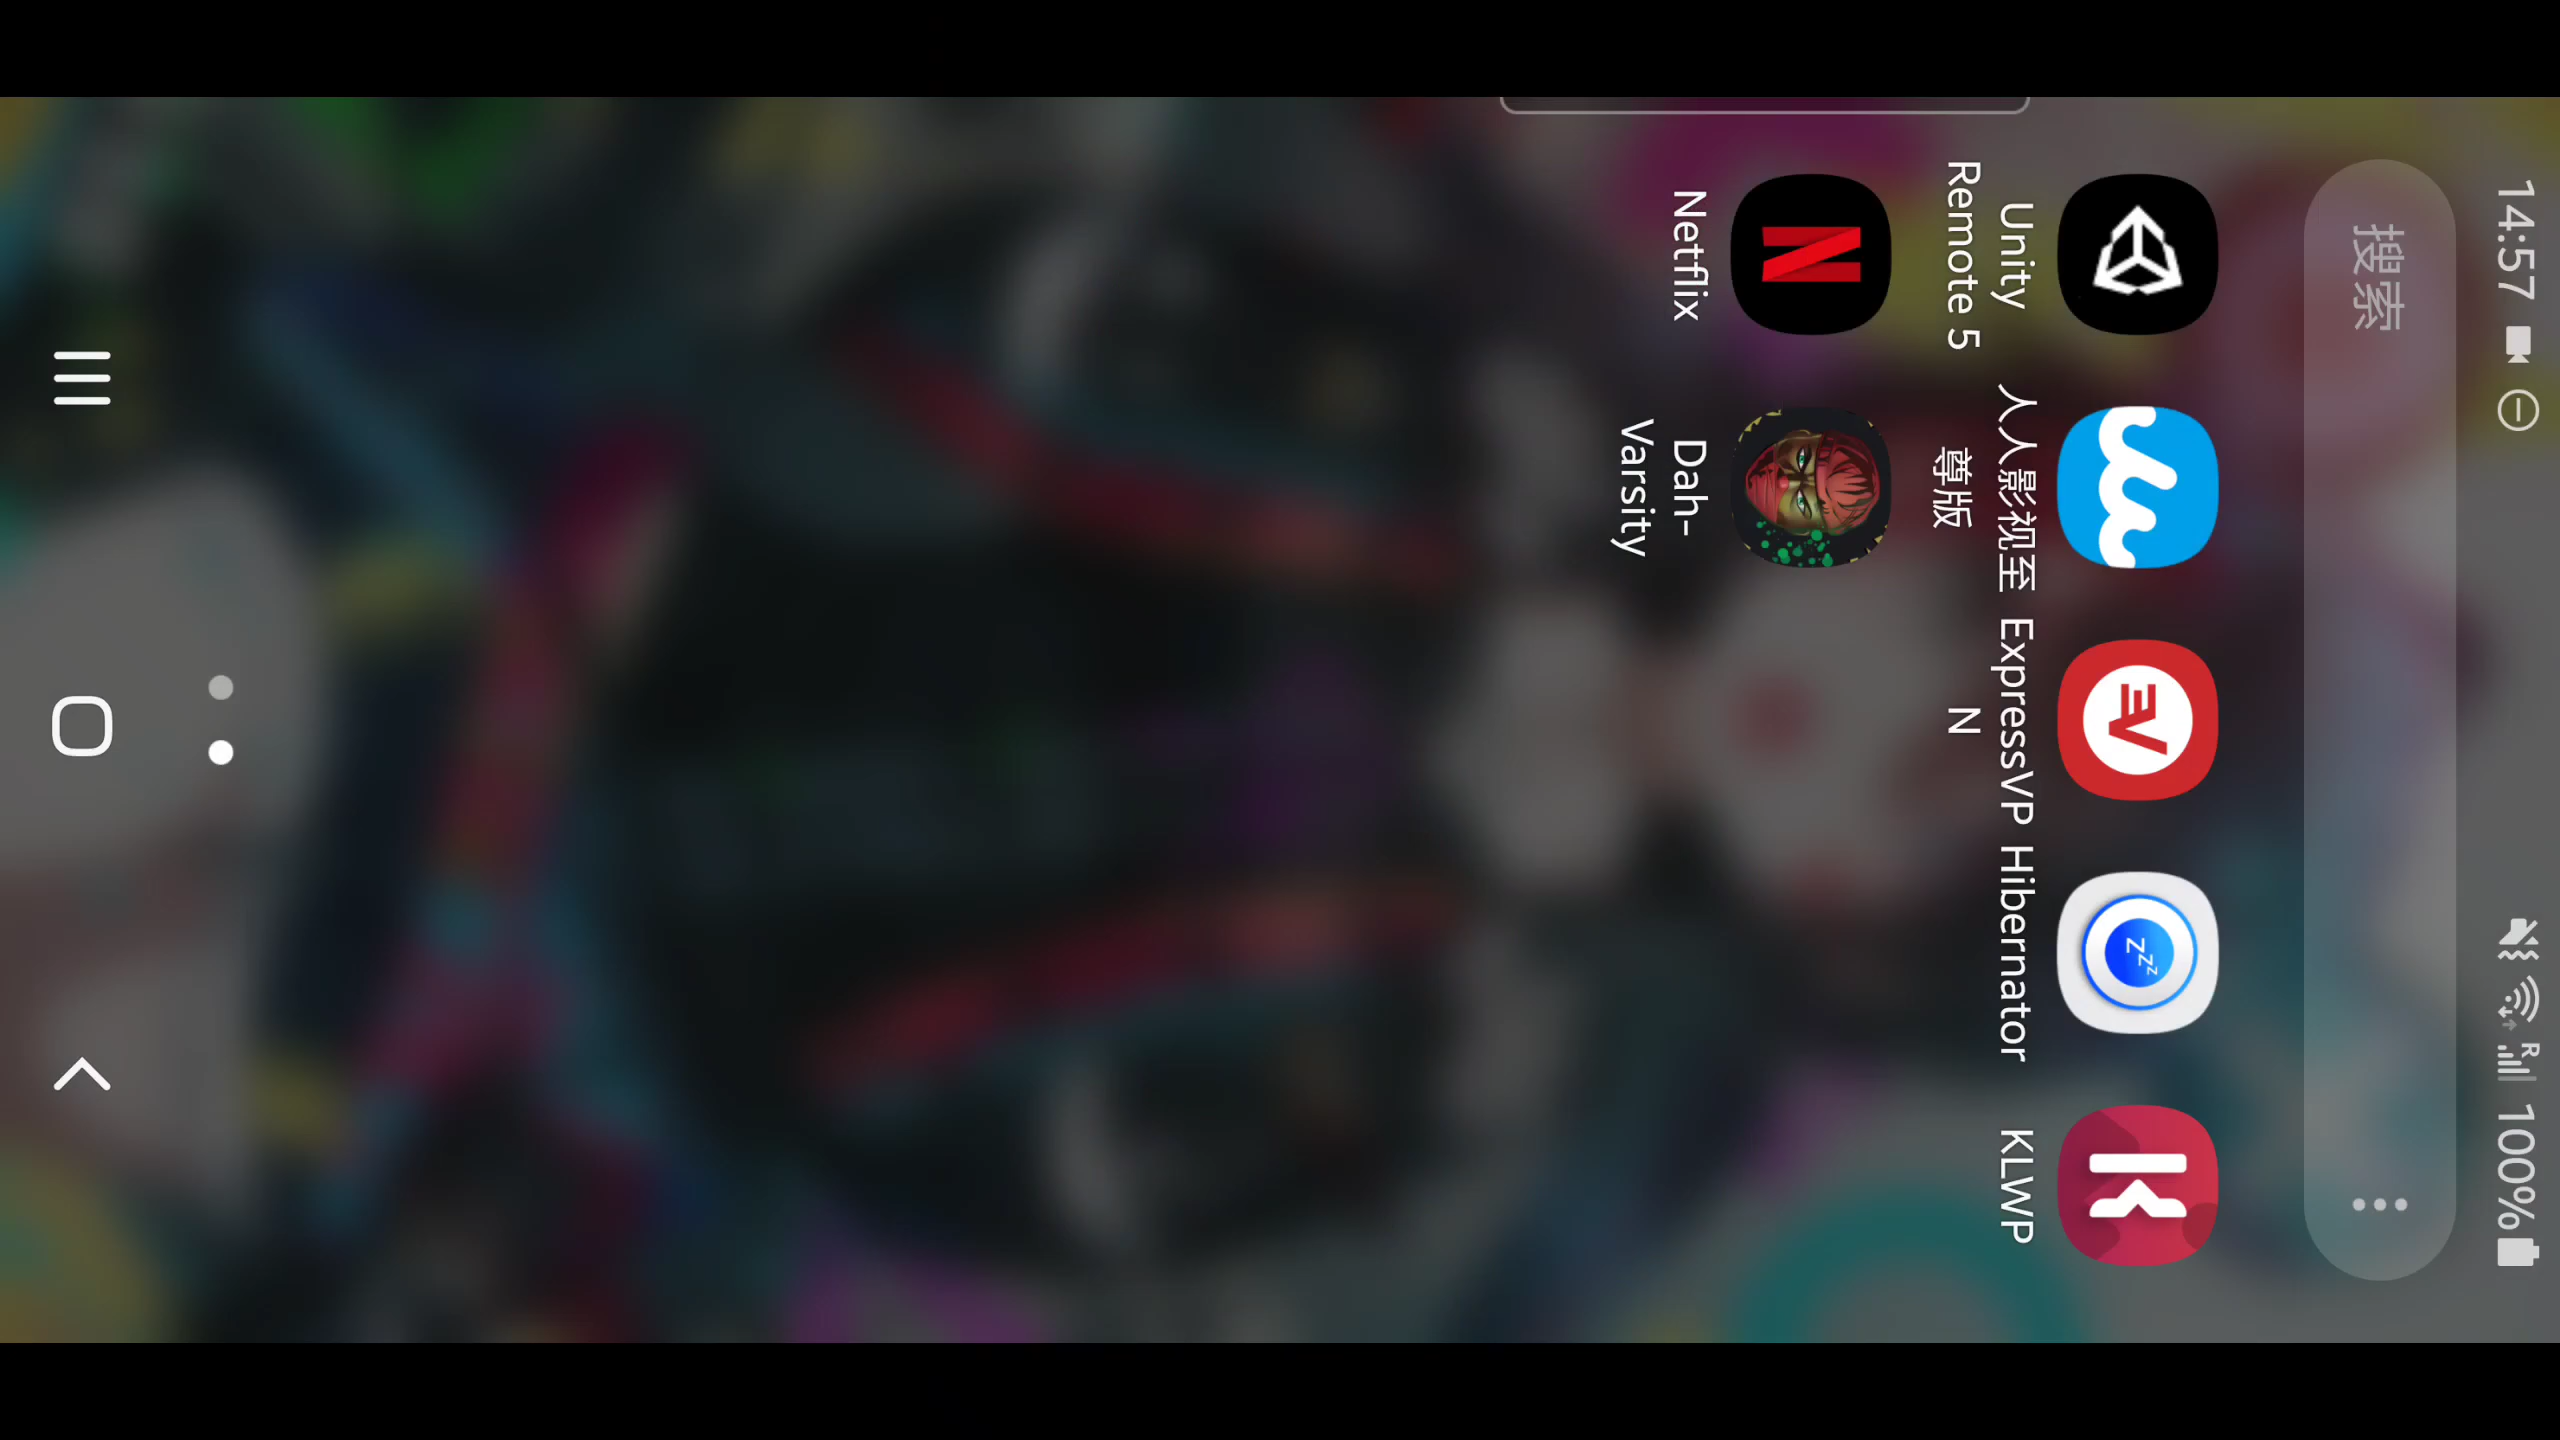 14:57
R
100%
搜索
Unity
Remote 5
人人影视至
尊版
ExpressVP
N
Hibernator
KLWP
Netflix
Dah-
Varsity